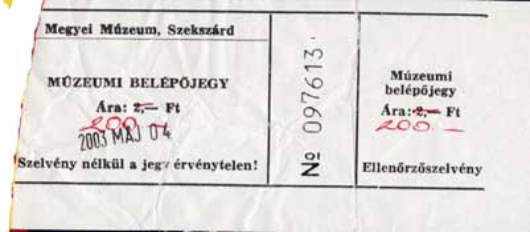 Megyei Múzeum, Szekszárd
MÚZEUMI BELÉPŐJEGY
Ára: 2,— Ft
200.—
2003 MÁJ 04
Szelvény nélkül a jegy érvénytelen!
№ 097613
Múzeumi
belépőjegy
Ára: 2,— Ft
200.—
Ellenőrzőszelvény